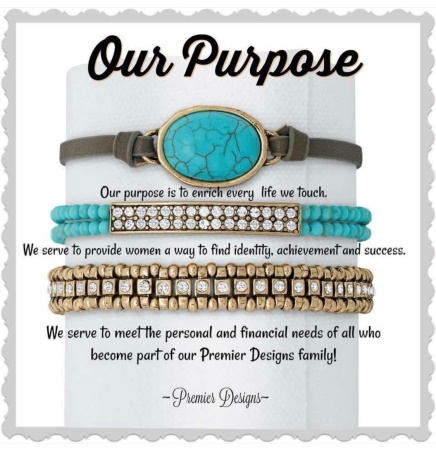 Our Purpose
Our purpose is to enrich every life we touch.
We serve to provide women a way to find identity, achievement and success.
We serve to meet the personal and financial needs of all who
become part of our Premier Designs family!
~Premier Designs~